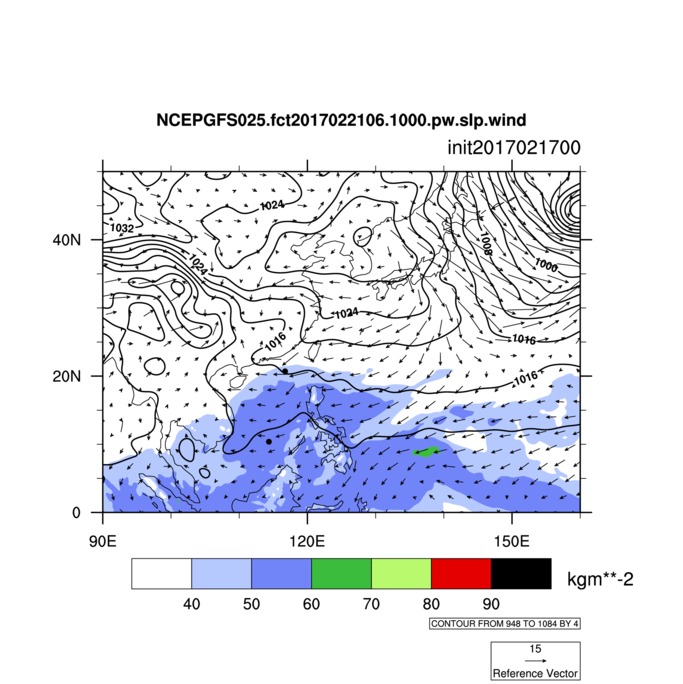 NCEPGFS025.fct2017022106.1000.pw.slp.wind
init2017021700
1024
1032
1024
1008
1000
1024
1016
1016
1016
40N
20N
0
90E 120E 150E
40 50 60 70 80 90
kgm**-2
CONTOUR FROM 948 TO 1084 BY 4
15
Reference Vector